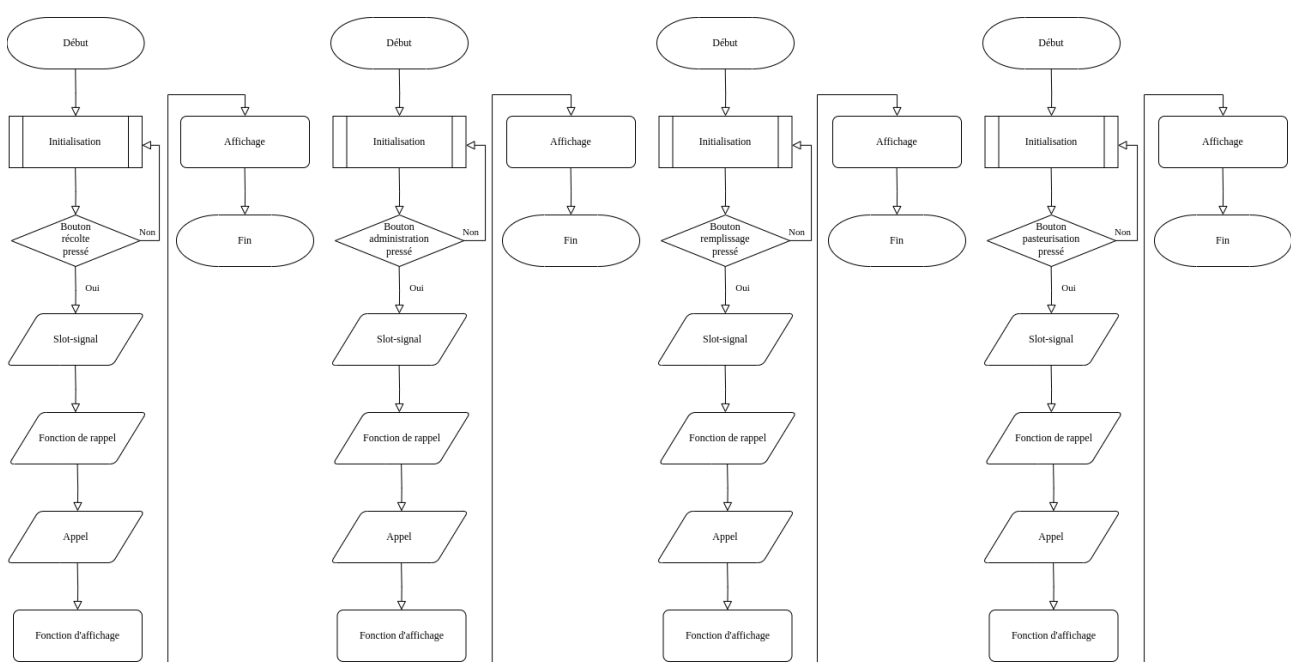 Début
Initialisation
Bouton
récolte
pressé
Non
Oui
Slot-signal
Fonction de rappel
Appel
Fonction d'affichage
Affichage
Fin
Début
Initialisation
Bouton
administration
pressé
Non
Oui
Slot-signal
Fonction de rappel
Appel
Fonction d'affichage
Affichage
Fin
Début
Initialisation
Bouton
remplissage
pressé
Non
Oui
Slot-signal
Fonction de rappel
Appel
Fonction d'affichage
Affichage
Fin
Début
Initialisation
Bouton
pasteurisation
pressé
Non
Oui
Slot-signal
Fonction de rappel
Appel
Fonction d'affichage
Affichage
Fin